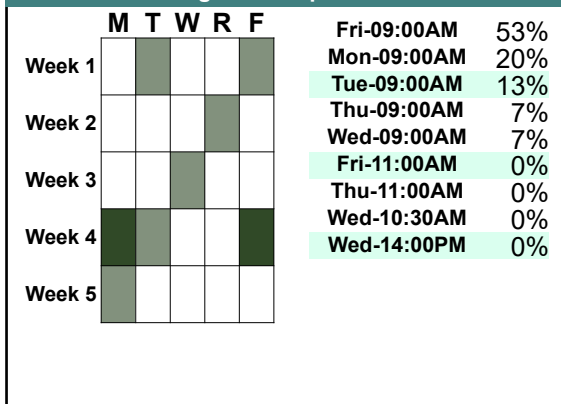 M T W R F
Week 1
Week 2
Week 3
Week 4
Week 5
Fri-09:00AM 53%
Mon-09:00AM 20%
Tue-09:00AM 13%
Thu-09:00AM 7%
Wed-09:00AM 7%
Fri-11:00AM 0%
Thu-11:00AM 0%
Wed-10:30AM 0%
Wed-14:00PM 0%